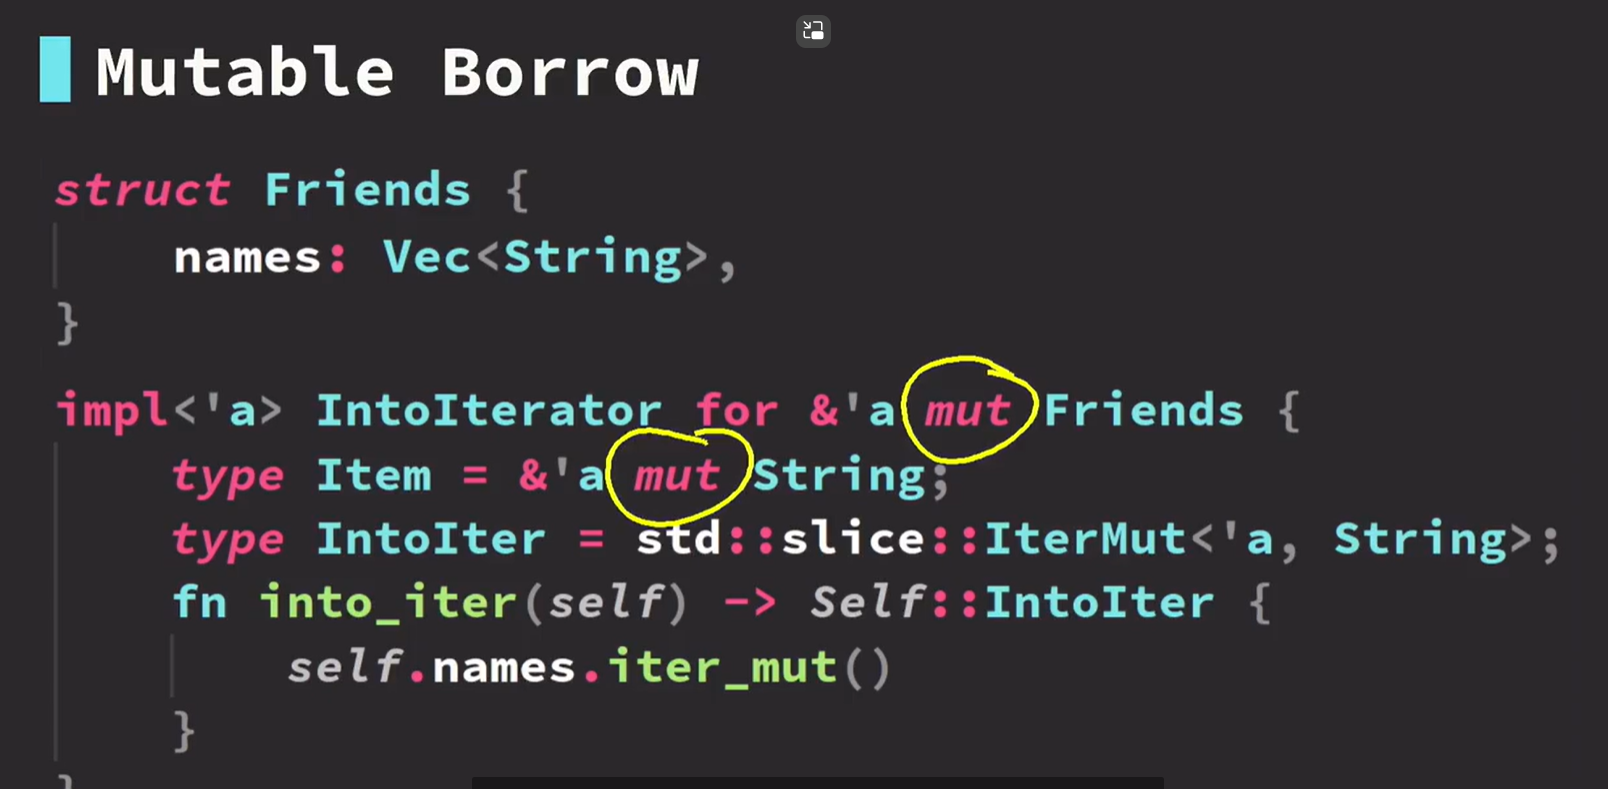 Mutable Borrow
struct Friends {
names: Vec<String>,
}
impl<'a> IntoIterator for &'a mut Friends {
type Item = &'a mut String;
type IntoIter = std::slice::IterMut<'a, String>;
fn into_iter(self) -> Self::IntoIter {
self.names.iter_mut()
}
}